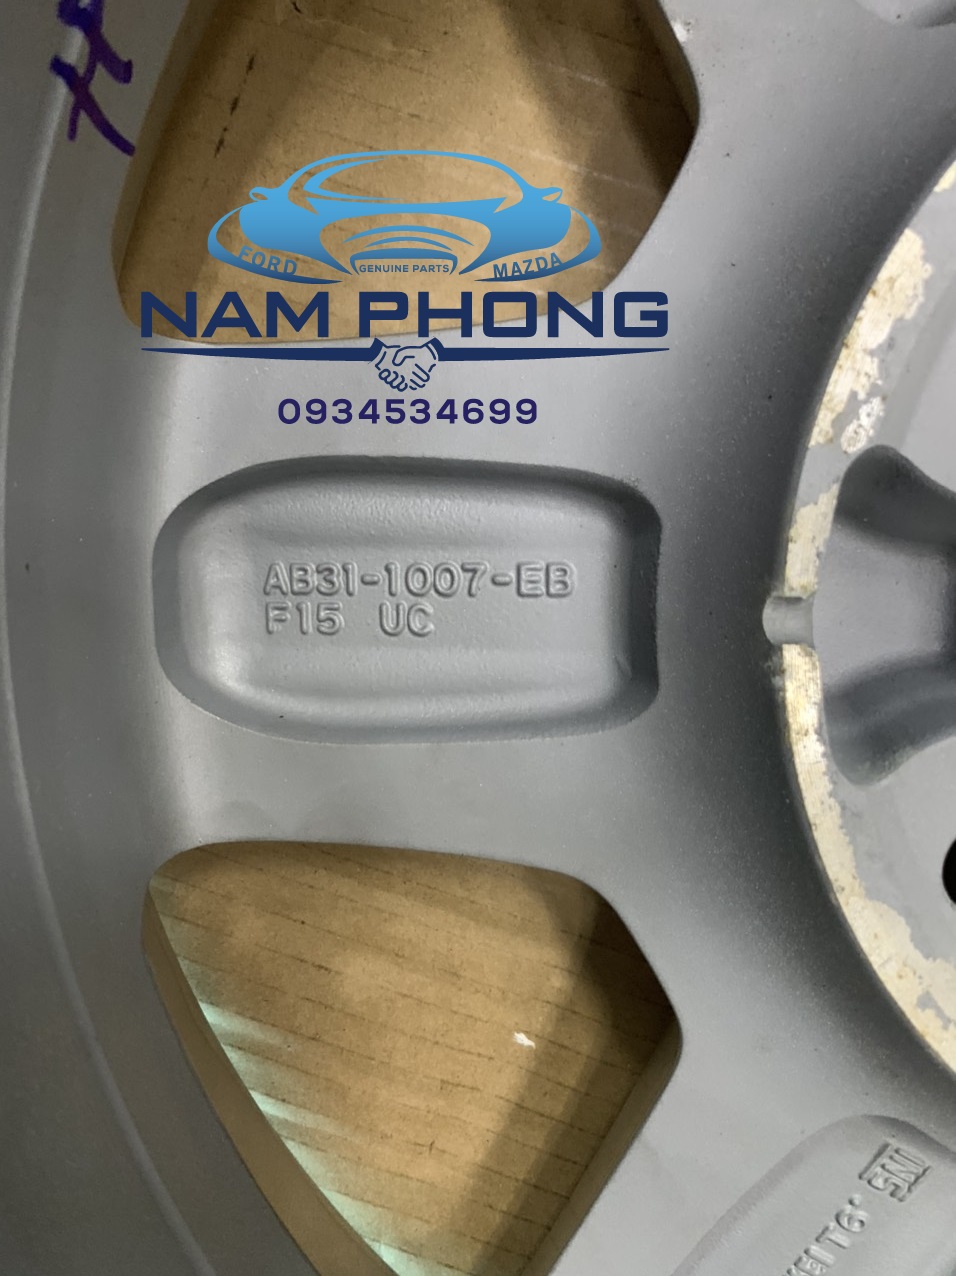 FORD
GENUINE PARTS
MAZDA
NAM PHONG
0934534699
AB31-1007-EB
F15 UC